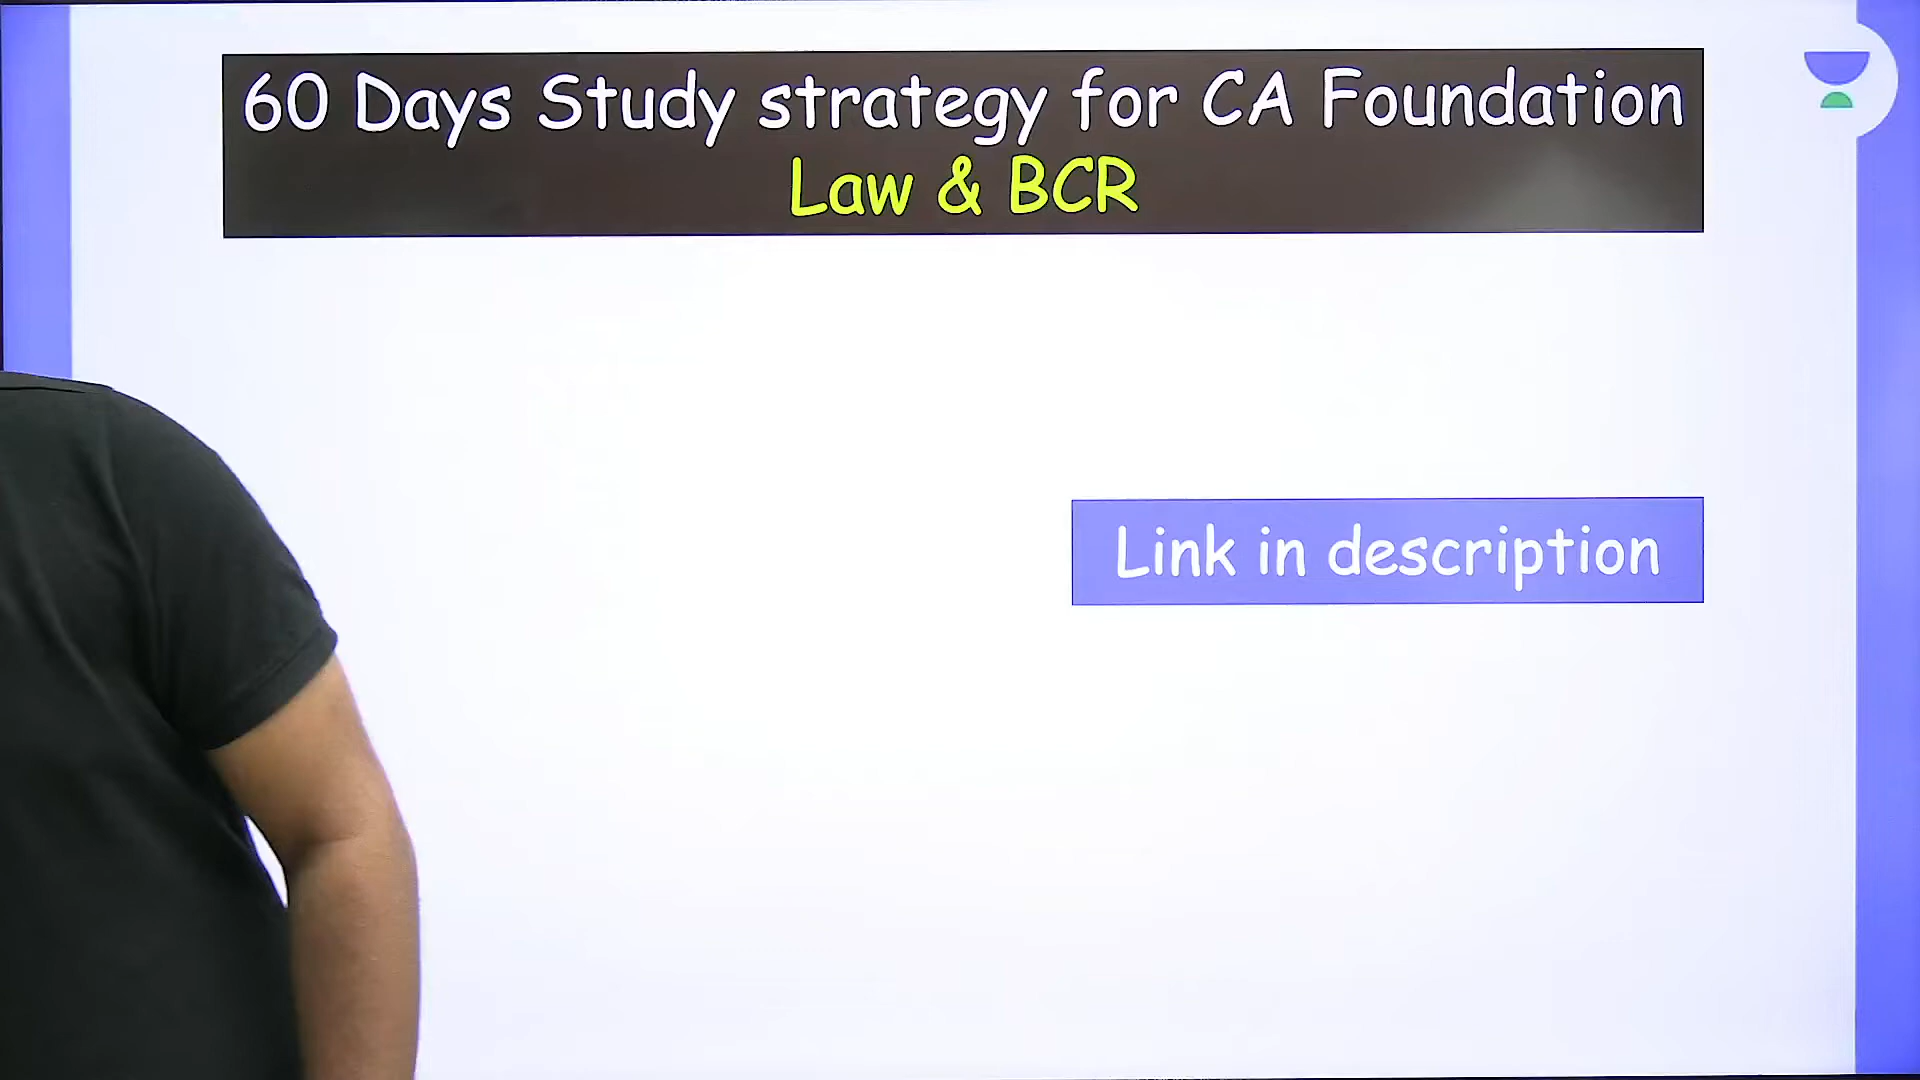 60 Days Study strategy for CA Foundation
Law & BCR
Link in description